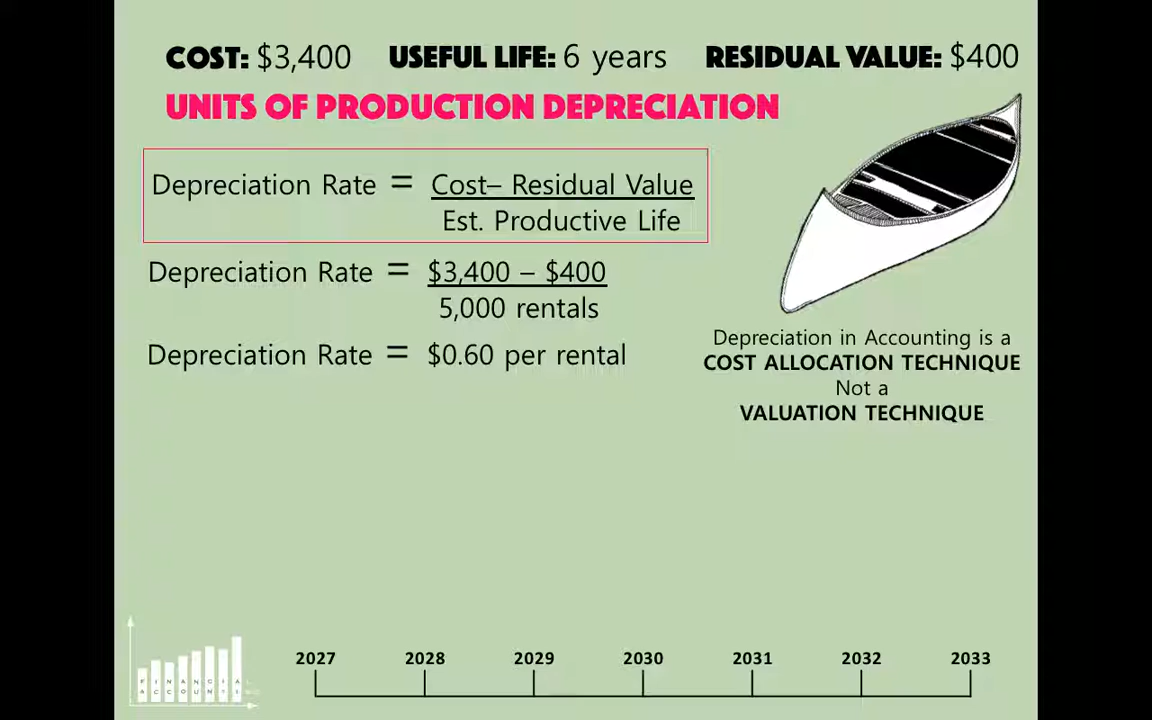 COST: $3,400 USEFUL LIFE: 6 years RESIDUAL VALUE: $400
UNITS OF PRODUCTION DEPRECIATION
Depreciation Rate = Cost– Residual Value
Est. Productive Life
Depreciation Rate = $3,400 – $400
5,000 rentals
Depreciation Rate = $0.60 per rental
Depreciation in Accounting is a
COST ALLOCATION TECHNIQUE
Not a
VALUATION TECHNIQUE
2027 2028 2029 2030 2031 2032 2033